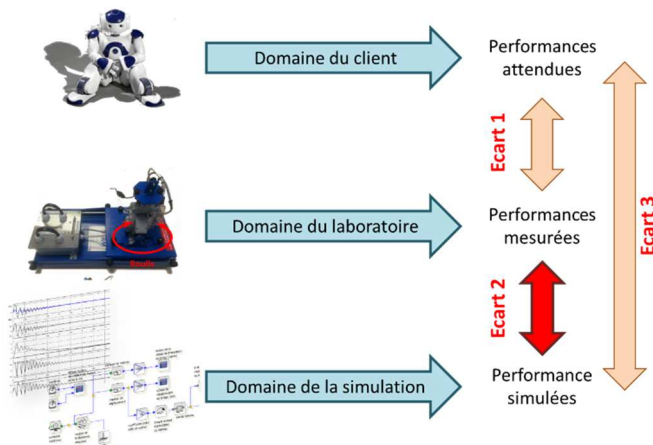 Domaine du client
Performances
attendues
Ecart 1
Ecart 3
Domaine du laboratoire
Performances
mesurées
Ecart 2
Domaine de la simulation
Performance
simulées